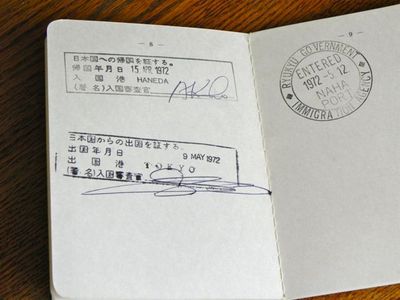 - 8 -
日本国への帰国を証する。
帰国年月日 15. APR. 1972
入国港 HANEDA
(署名)入国審査官
日本国からの出国を証する。
出国年月日 9 MAY 1972
出国港 TOKYO
(署名)入国審査官
- 9 -
RYUKYU GOVERNMENT
ENTERED
1972 - 5. 12
NAHA
PORT
IMMIGRATION AGENCY